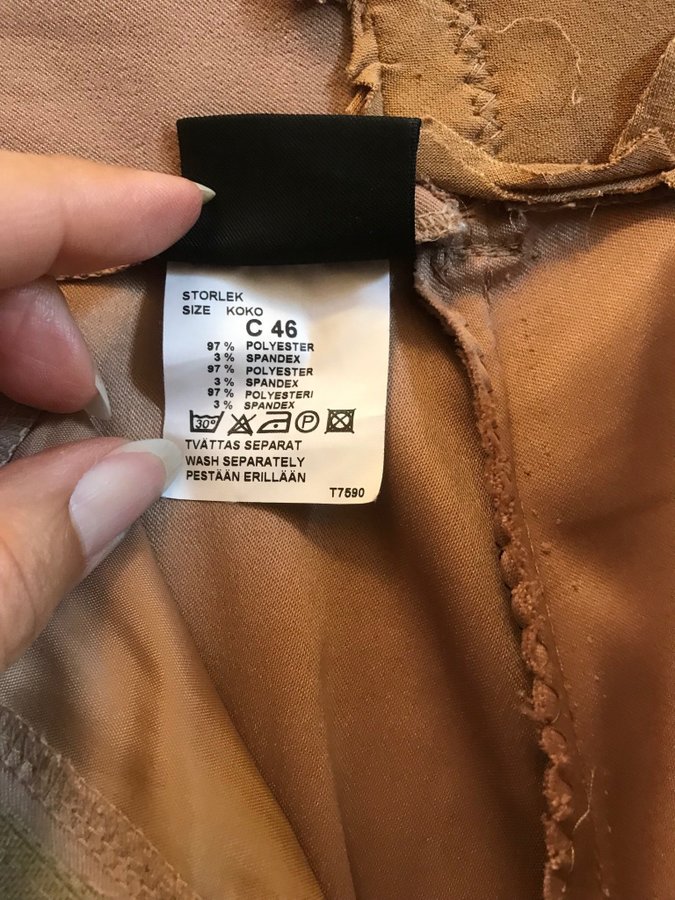 STORLEK
SIZE KOKO
C 46
97 % POLYESTER
3 % SPANDEX
97 % POLYESTER
3 % SPANDEX
97 % POLYESTERI
3 % SPANDEX
30° P
TVÄTTAS SEPARAT
WASH SEPARATELY
PESTÄÄN ERILLÄÄN
T7590